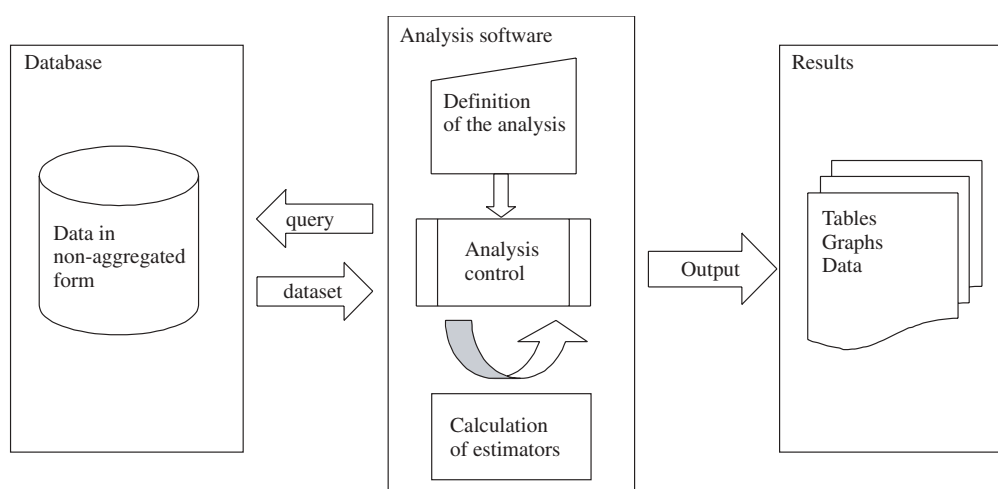 Database
Data in
non-aggregated
form
query
dataset
Analysis software
Definition
of the analysis
Analysis
control
Calculation
of estimators
Output
Results
Tables
Graphs
Data